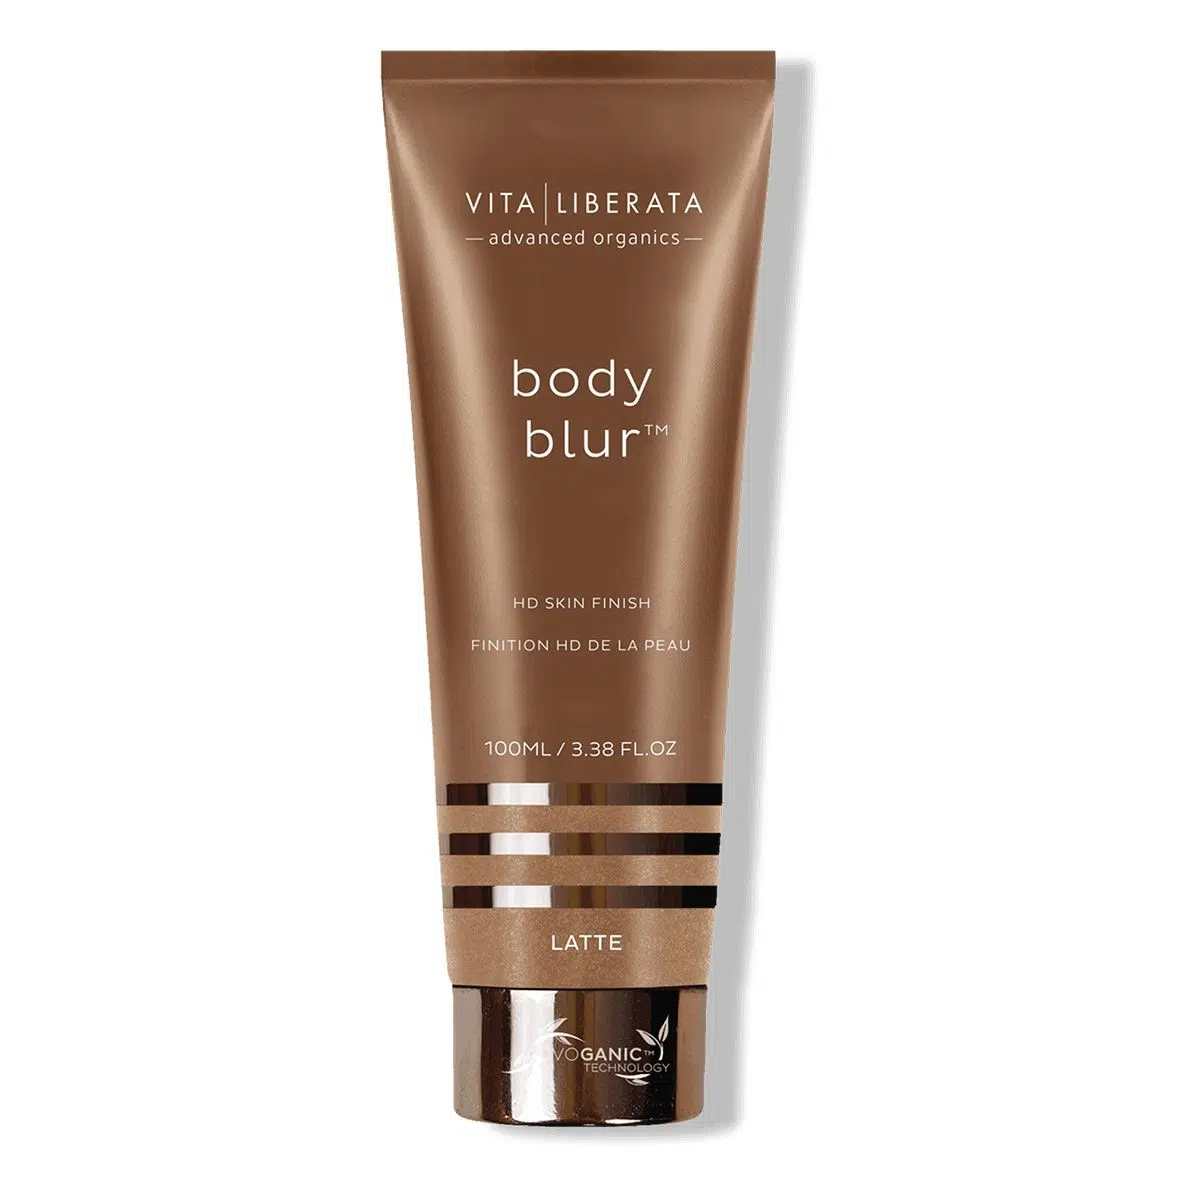 VITA|LIBERATA
—advanced organics—
body
blur™
HD SKIN FINISH
FINITION HD DE LA PEAU
100ML / 3.38 FL.OZ
LATTE
VOGANIC™
TECHNOLOGY